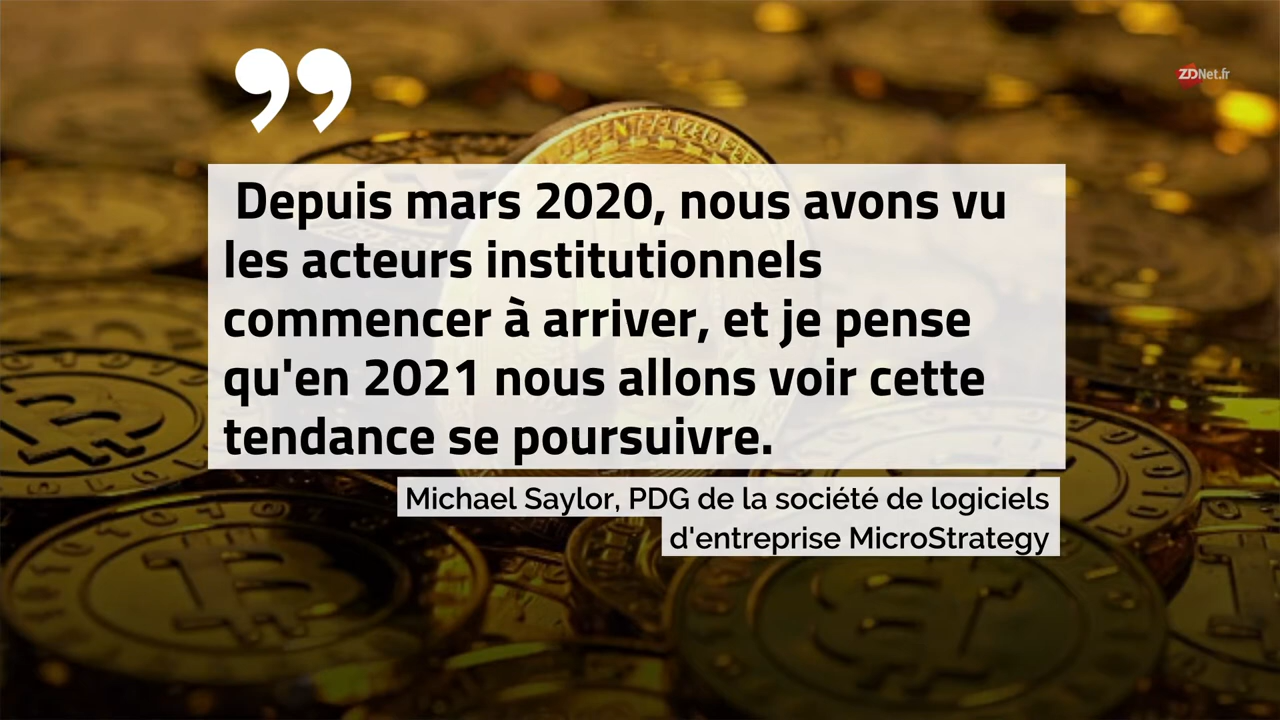 ZDNet.fr
”
Depuis mars 2020, nous avons vu
les acteurs institutionnels
commencer à arriver, et je pense
qu'en 2021 nous allons voir cette
tendance se poursuivre.
Michael Saylor, PDG de la société de logiciels
d'entreprise MicroStrategy